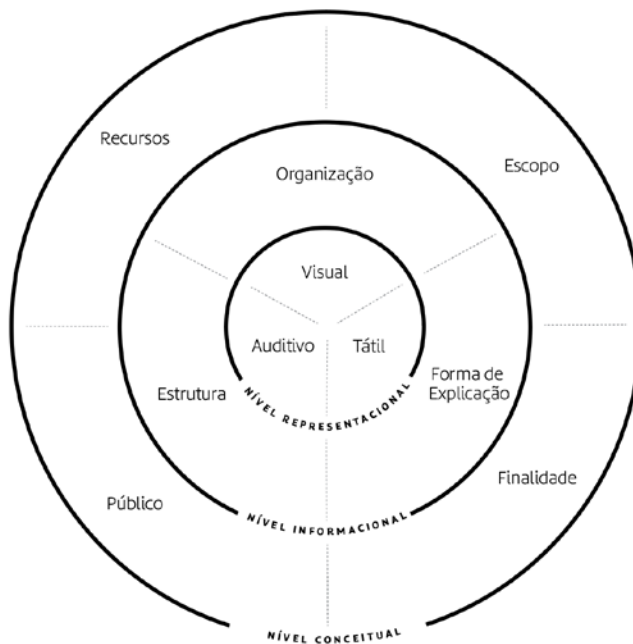 Recursos
Escopo
Organização
Visual
Auditivo
Tátil
Estrutura
Forma de
Explicação
NÍVEL REPRESENTACIONAL
Público
Finalidade
NÍVEL INFORMACIONAL
NÍVEL CONCEITUAL